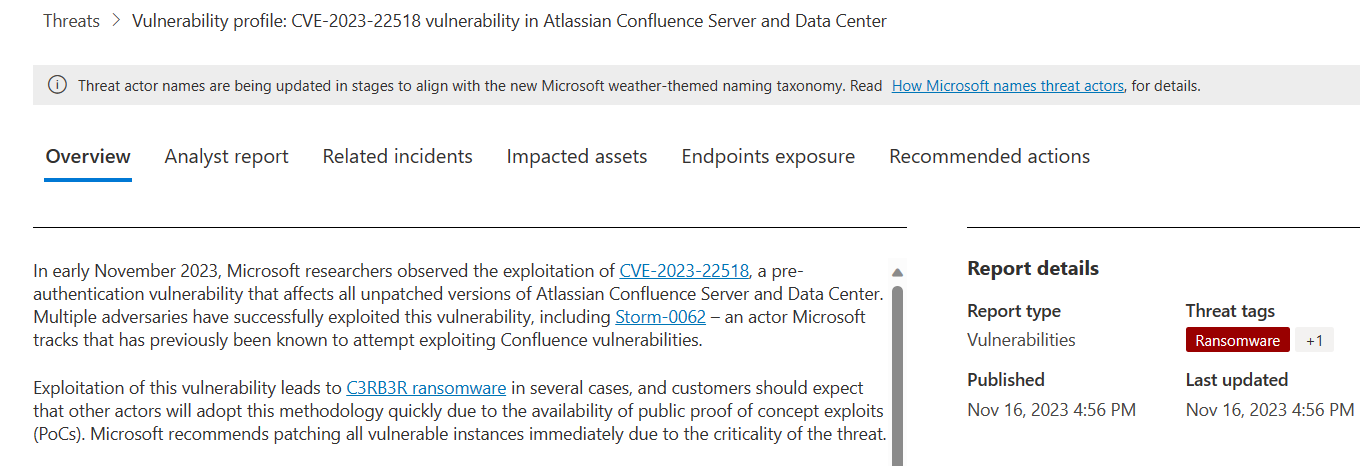 Threats > Vulnerability profile: CVE-2023-22518 vulnerability in Atlassian Confluence Server and Data Center
Threat actor names are being updated in stages to align with the new Microsoft weather-themed naming taxonomy. Read How Microsoft names threat actors, for details.
Overview Analyst report Related incidents Impacted assets Endpoints exposure Recommended actions
In early November 2023, Microsoft researchers observed the exploitation of CVE-2023-22518, a pre-
authentication vulnerability that affects all unpatched versions of Atlassian Confluence Server and Data Center.
Multiple adversaries have successfully exploited this vulnerability, including Storm-0062 – an actor Microsoft
tracks that has previously been known to attempt exploiting Confluence vulnerabilities.
Exploitation of this vulnerability leads to C3RB3R ransomware in several cases, and customers should expect
that other actors will adopt this methodology quickly due to the availability of public proof of concept exploits
(PoCs). Microsoft recommends patching all vulnerable instances immediately due to the criticality of the threat.
Report details
Report type Threat tags
Vulnerabilities Ransomware +1
Published Last updated
Nov 16, 2023 4:56 PM Nov 16, 2023 4:56 PM